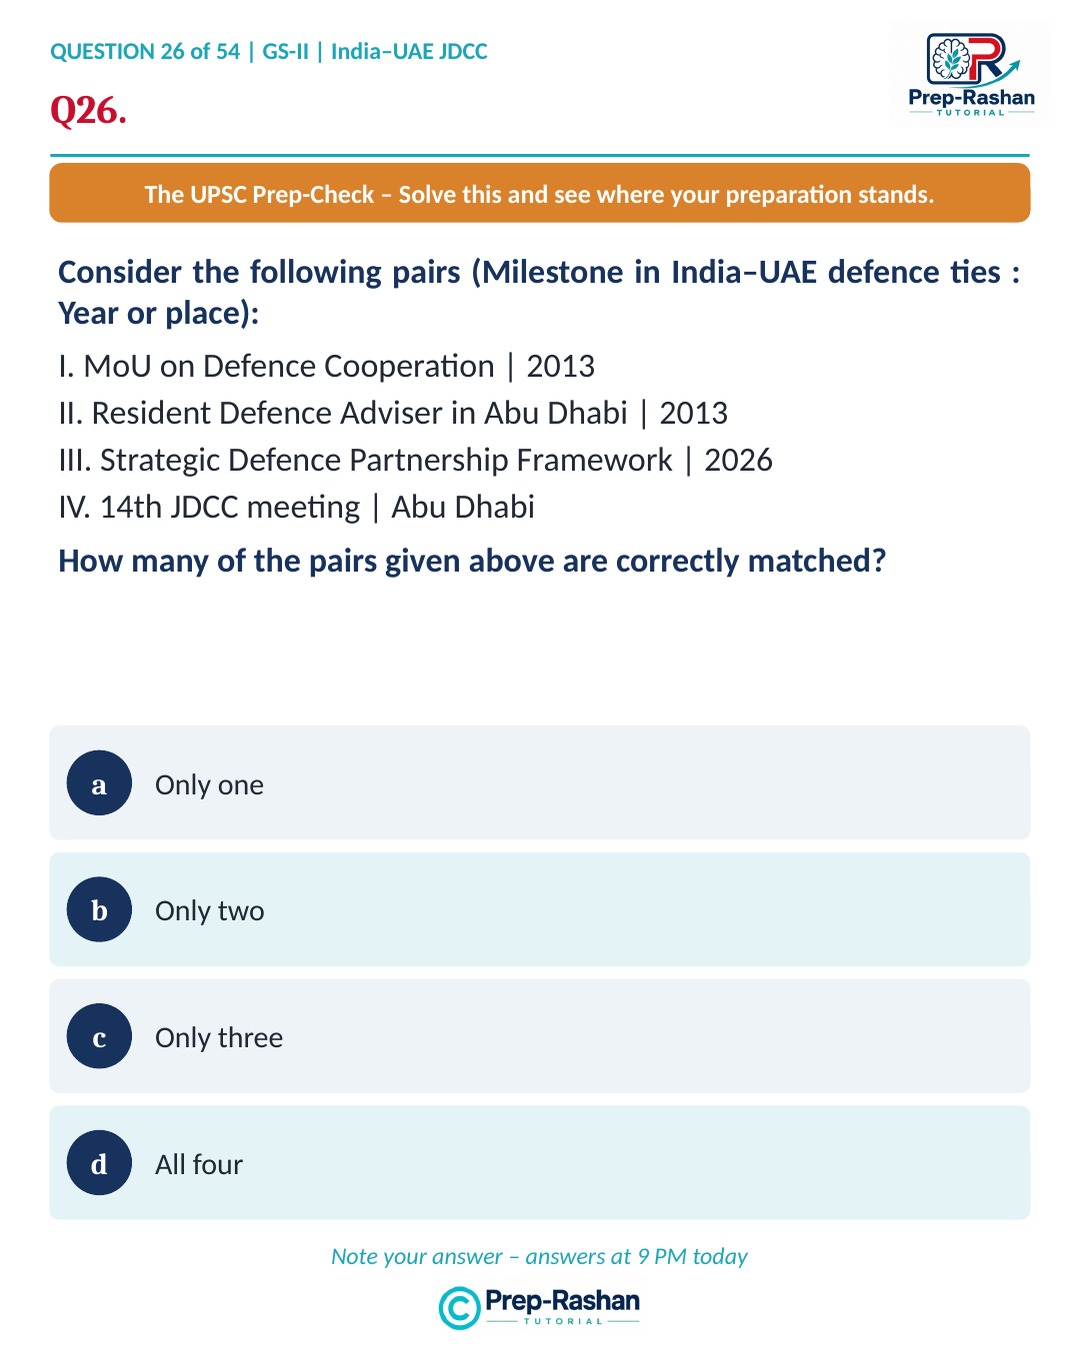 QUESTION 26 of 54 | GS-II | India–UAE JDCC
Q26.
R
Prep-Rashan
TUTORIAL
The UPSC Prep-Check – Solve this and see where your preparation stands.
Consider the following pairs (Milestone in India–UAE defence ties :
Year or place):
I. MoU on Defence Cooperation | 2013
II. Resident Defence Adviser in Abu Dhabi | 2013
III. Strategic Defence Partnership Framework | 2026
IV. 14th JDCC meeting | Abu Dhabi
How many of the pairs given above are correctly matched?
a Only one
b Only two
c Only three
d All four
Note your answer – answers at 9 PM today
© Prep-Rashan
TUTORIAL